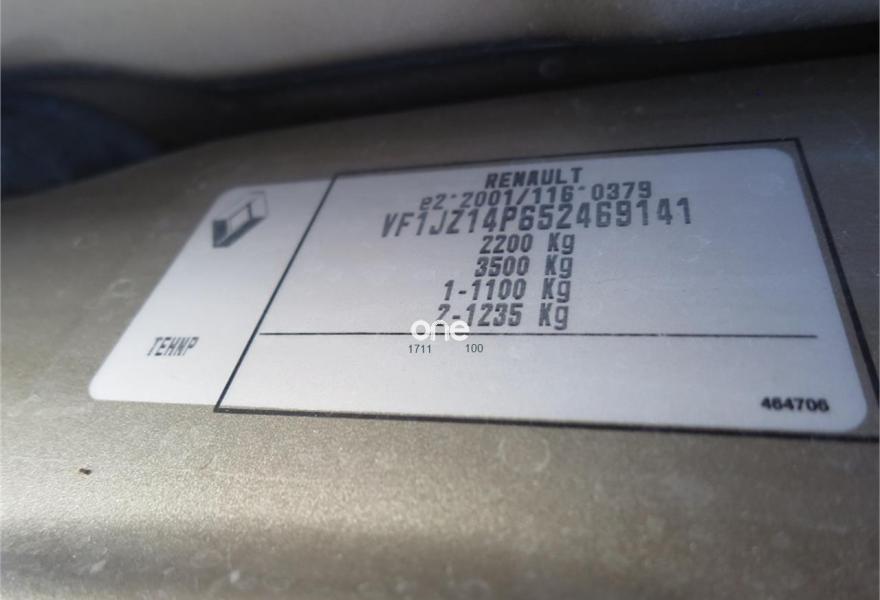 RENAULT
e2*2001/116*0379
VF1JZ14P652469141
2200 Kg
3500 Kg
1-1100 Kg
2-1235 Kg
one
TEHNP
1711 100
464706